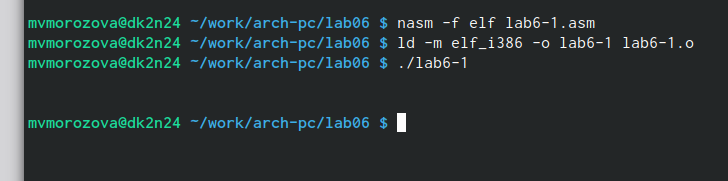 mvmorozova@dk2n24 ~/work/arch-pc/lab06 $ nasm -f elf lab6-1.asm
mvmorozova@dk2n24 ~/work/arch-pc/lab06 $ ld -m elf_i386 -o lab6-1 lab6-1.o
mvmorozova@dk2n24 ~/work/arch-pc/lab06 $ ./lab6-1
mvmorozova@dk2n24 ~/work/arch-pc/lab06 $